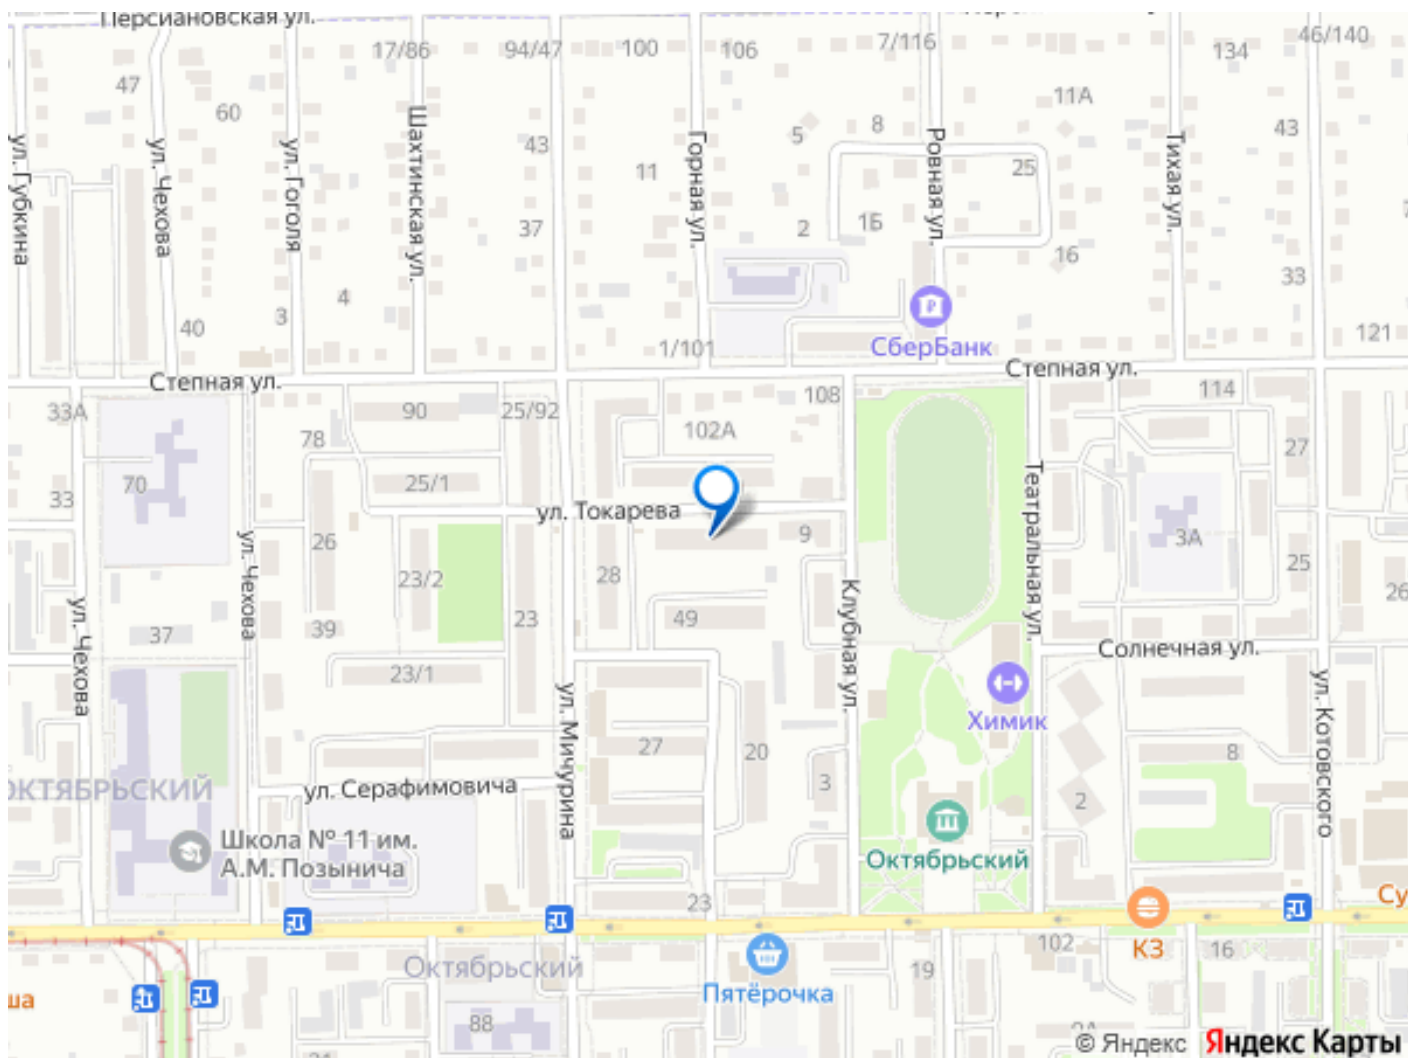 Персиановская ул.
17/86
94/47
100
106
7/116
134
46/140
47
60
11А
ул. Губкина
ул. Чехова
ул. Гоголя
Шахтинская ул.
43
Горная ул.
5
8
Ровная ул.
25
Тихая ул.
43
11
37
2
1Б
16
33
4
3
40
СберБанк
121
1/101
Степная ул.
Степная ул.
33А
90
25/92
108
114
78
102А
27
70
33
25/1
ул. Токарева
9
Театральная ул.
3А
25
26
ул. Чехова
26
23/2
28
Клубная ул.
ул. Чехова
37
39
23
49
Солнечная ул.
23/1
ул. Мичурина
Химик
ул. Котовского
27
20
3
8
2
ОКТЯБРЬСКИЙ
ул. Серафимовича
Школа № 11 им.
А.М. Позынича
Октябрьский
23
КЗ
102
16
Октябрьский
Пятёрочка
19
88
© Яндекс Яндекс Карты